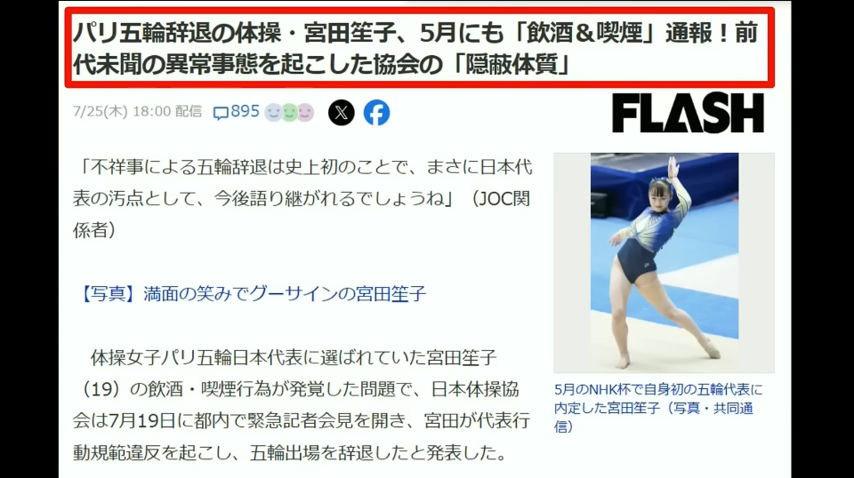 パリ五輪辞退の体操・宮田笙子、5月にも「飲酒&喫煙」通報！前
代未聞の異常事態を起こした協会の「隠蔽体質」
7/25(木) 18:00 配信
895
FLASH
「不祥事による五輪辞退は史上初のことで、まさに日本代
表の汚点として、今後語り継がれるでしょうね」（JOC関
係者）
【写真】満面の笑みでグーサインの宮田笙子
体操女子パリ五輪日本代表に選ばれていた宮田笙子
（19）の飲酒・喫煙行為が発覚した問題で、日本体操協
会は7月19日に都内で緊急記者会見を開き、宮田が代表行
動規範違反を起こし、五輪出場を辞退したと発表した。
5月のNHK杯で自身初の五輪代表に
内定した宮田笙子（写真・共同通
信）